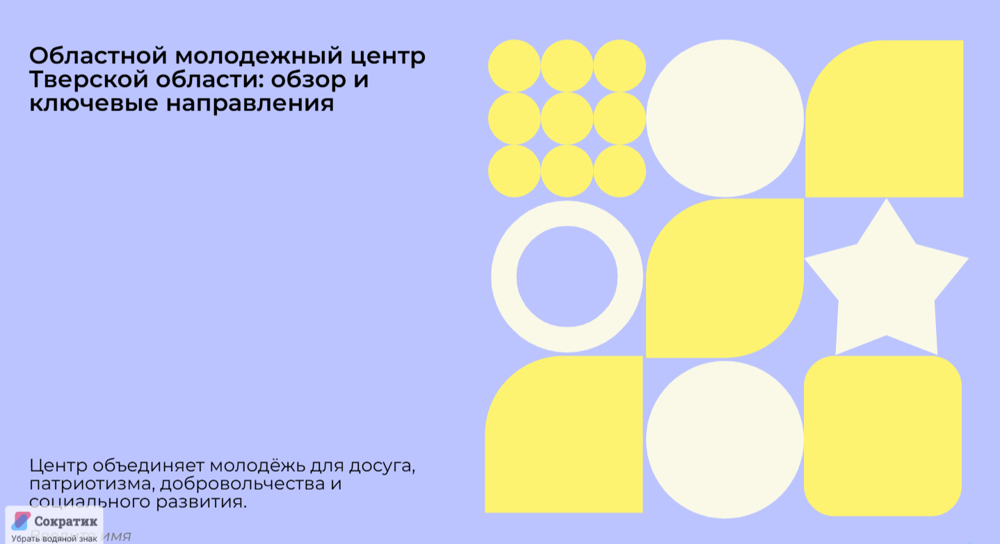 Областной молодежный центр
Тверской области: обзор и
ключевые направления
Центр объединяет молодёжь для досуга,
патриотизма, добровольчества и
социального развития.
Сократик
Убрать водяной знак
имя